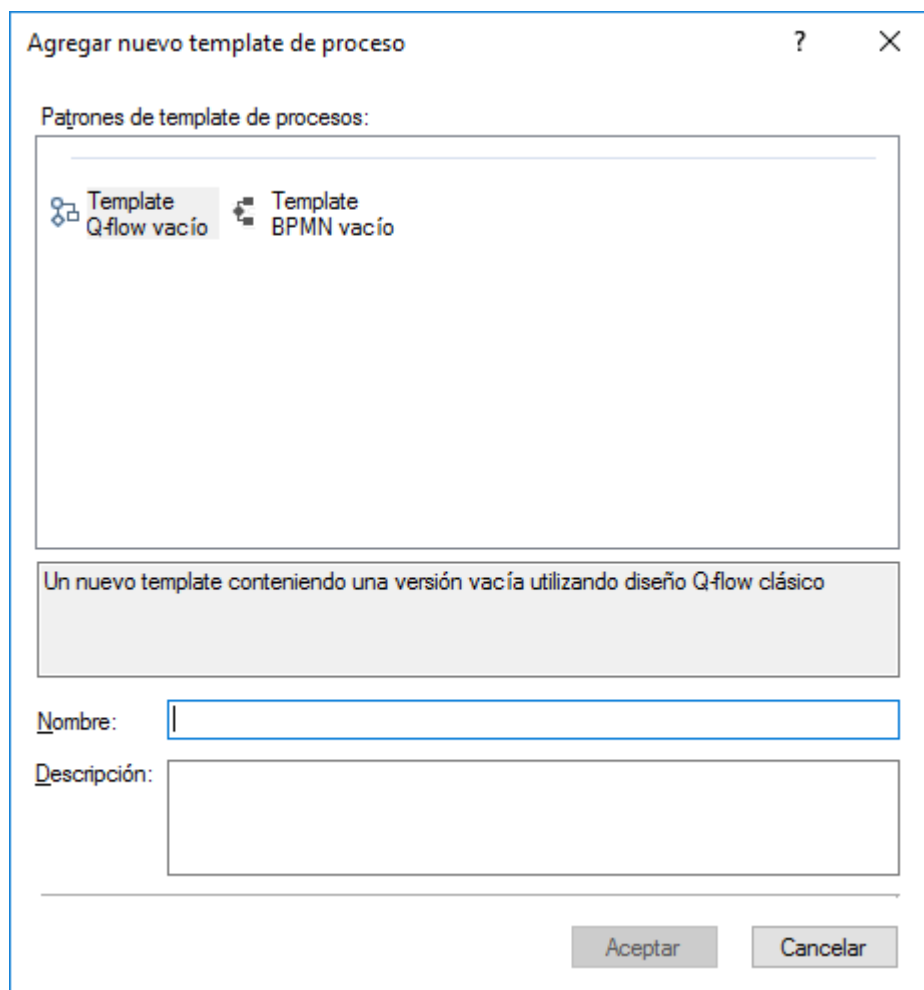 Agregar nuevo template de proceso ?
Patrones de template de procesos:
Template Template
Q-flow vacío BPMN vacío
Un nuevo template conteniendo una versión vacía utilizando diseño Q-flow clásico
Nombre:
Descripción:
Aceptar Cancelar